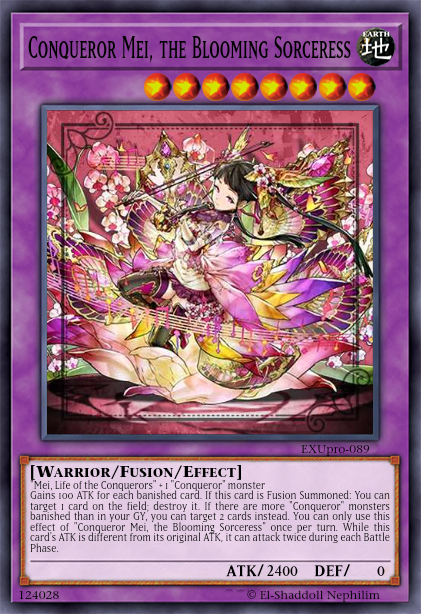 Conqueror Mei, the Blooming Sorceress
EARTH
地
EXUpro-089
[Warrior/Fusion/Effect]
"Mei, Life of the Conquerors" + 1 "Conqueror" monster
Gains 100 ATK for each banished card. If this card is Fusion Summoned: You can
target 1 card on the field; destroy it. If there are more "Conqueror" monsters
banished than in your GY, you can target 2 cards instead. You can only use this
effect of "Conqueror Mei, the Blooming Sorceress" once per turn. While this
card's ATK is different from its original ATK, it can attack twice during each Battle
Phase.
ATK/ 2400 DEF/ 0
124028 © El-Shaddoll Nephilim